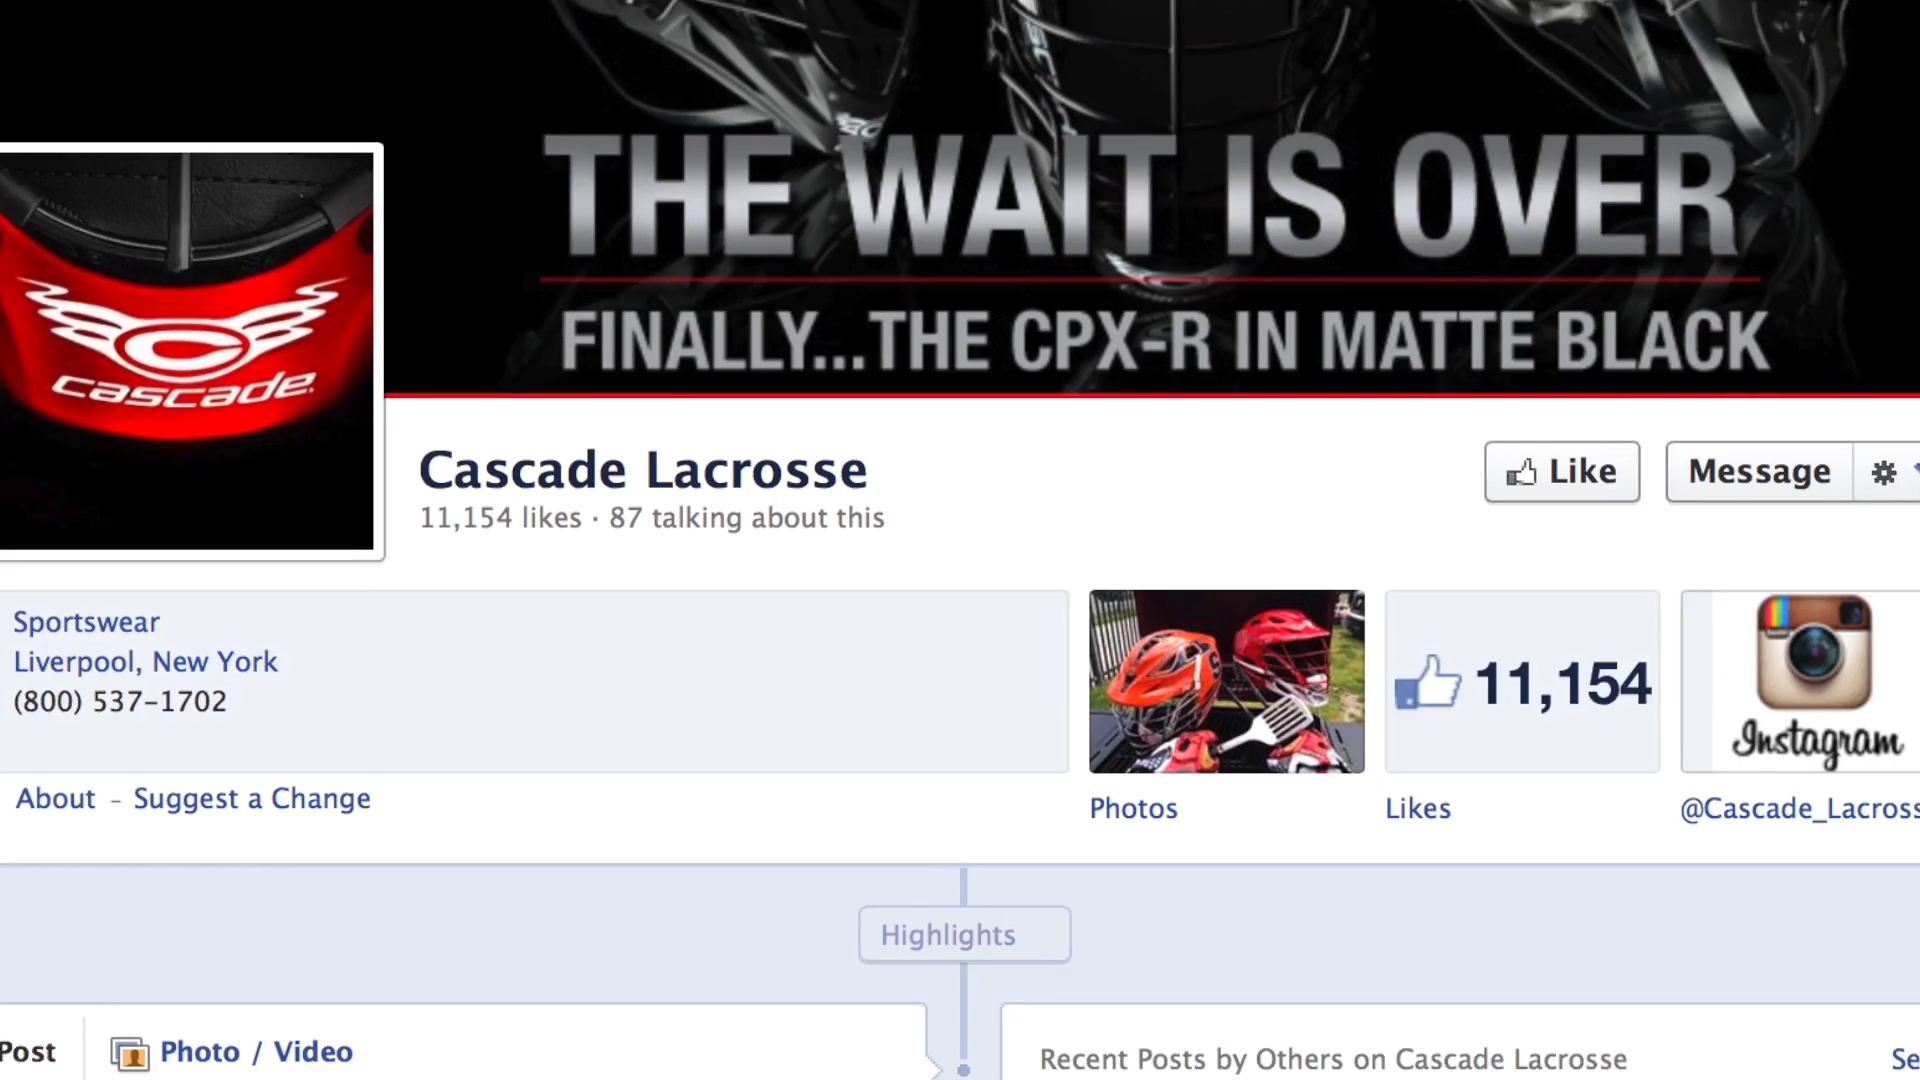 THE WAIT IS OVER
FINALLY...THE CPX-R IN MATTE BLACK
cascade
Cascade Lacrosse
11,154 likes · 87 talking about this
Like
Message
Sportswear
Liverpool, New York
(800) 537-1702
11,154
Instagram
About - Suggest a Change
Photos
Likes
@Cascade_Lacross
Highlights
Post
Photo / Video
Recent Posts by Others on Cascade Lacrosse
Se